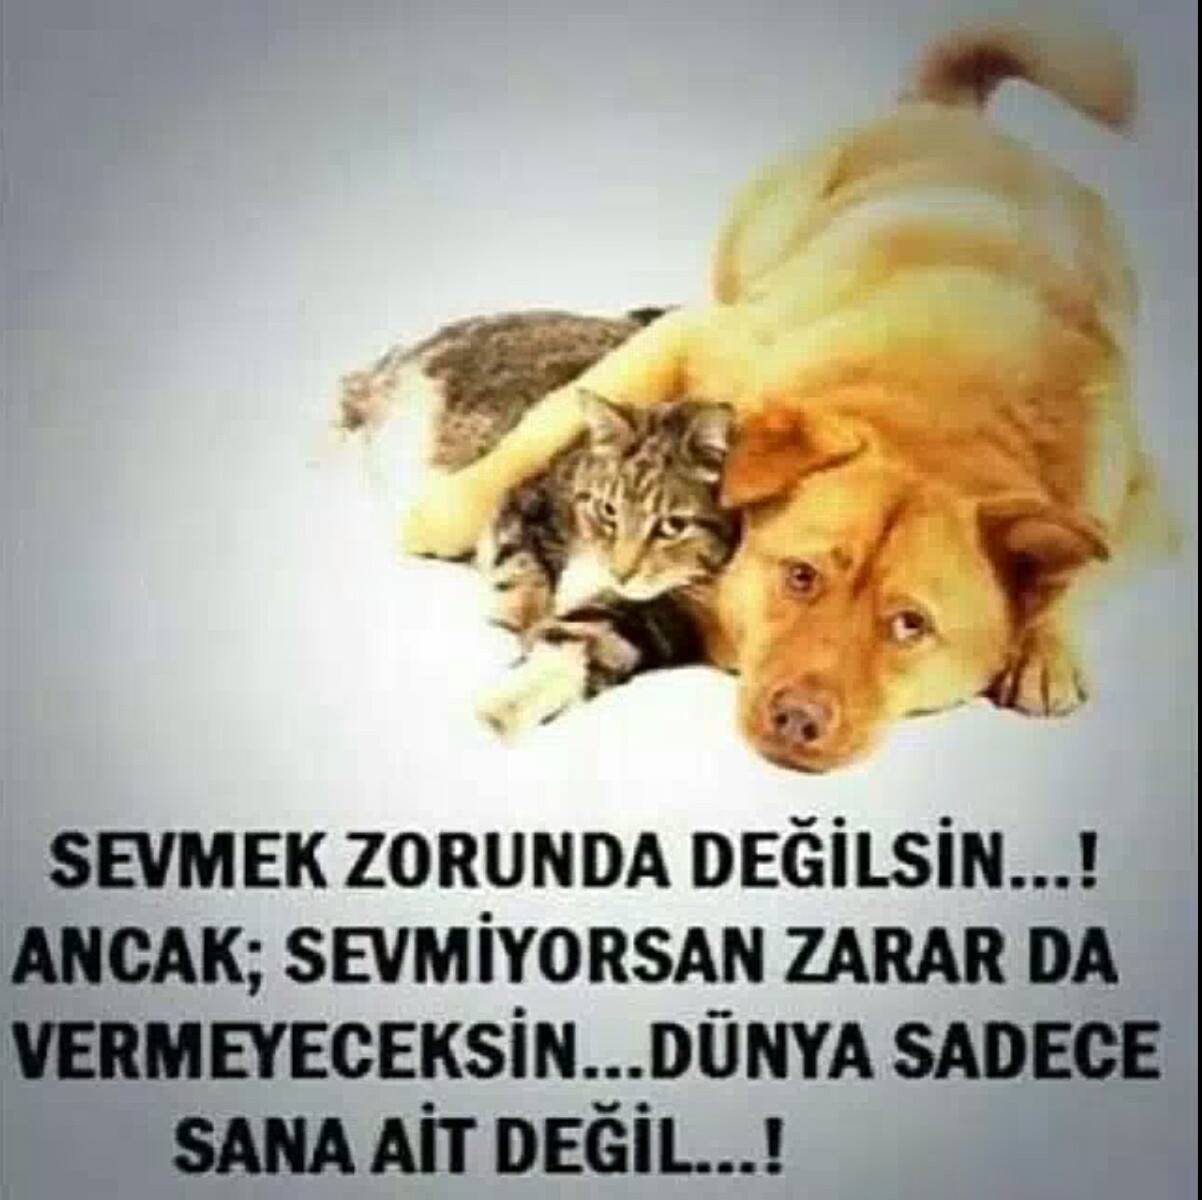 SEVMEK ZORUNDA DEĞİLSİN...!
ANCAK; SEVMİYORSAN ZARAR DA
VERMEYECEKSİN...DÜNYA SADECE
SANA AİT DEĞİL...!